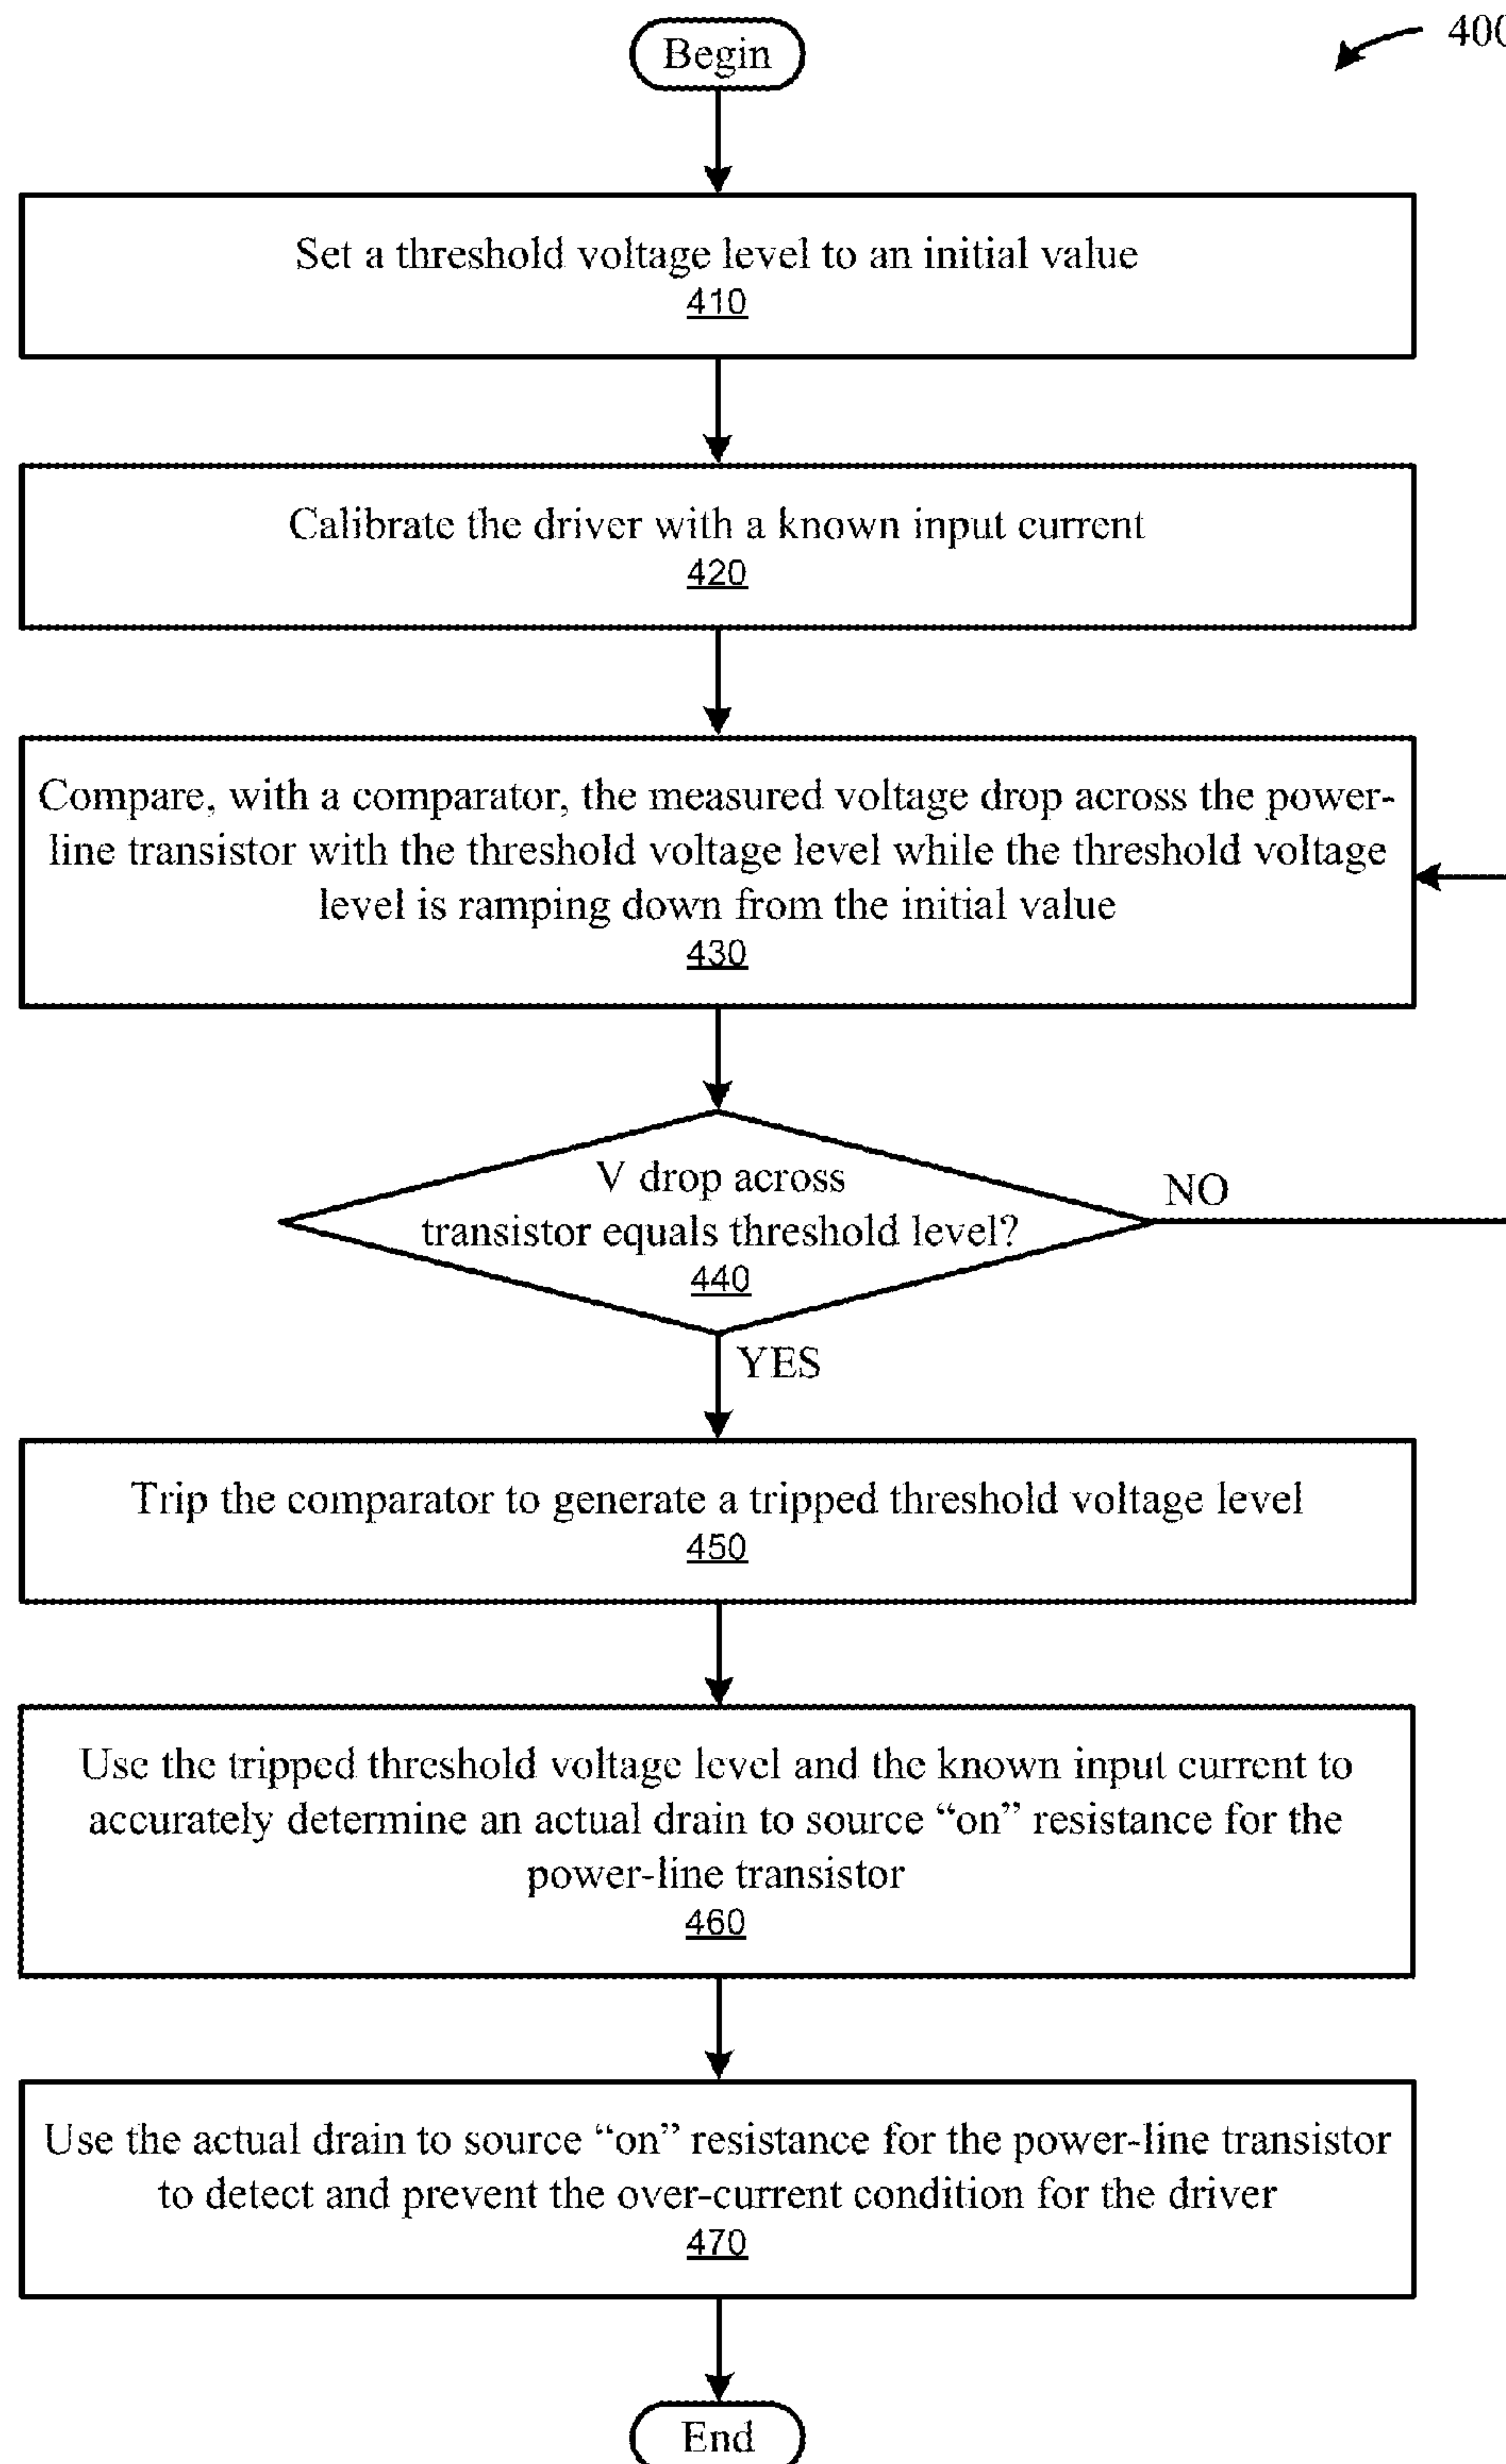 Begin
400
Set a threshold voltage level to an initial value
410
Calibrate the driver with a known input current
420
Compare, with a comparator, the measured voltage drop across the power-
line transistor with the threshold voltage level while the threshold voltage
level is ramping down from the initial value
430
V drop across
transistor equals threshold level?
440
NO
YES
Trip the comparator to generate a tripped threshold voltage level
450
Use the tripped threshold voltage level and the known input current to
accurately determine an actual drain to source “on” resistance for the
power-line transistor
460
Use the actual drain to source “on” resistance for the power-line transistor
to detect and prevent the over-current condition for the driver
470
End